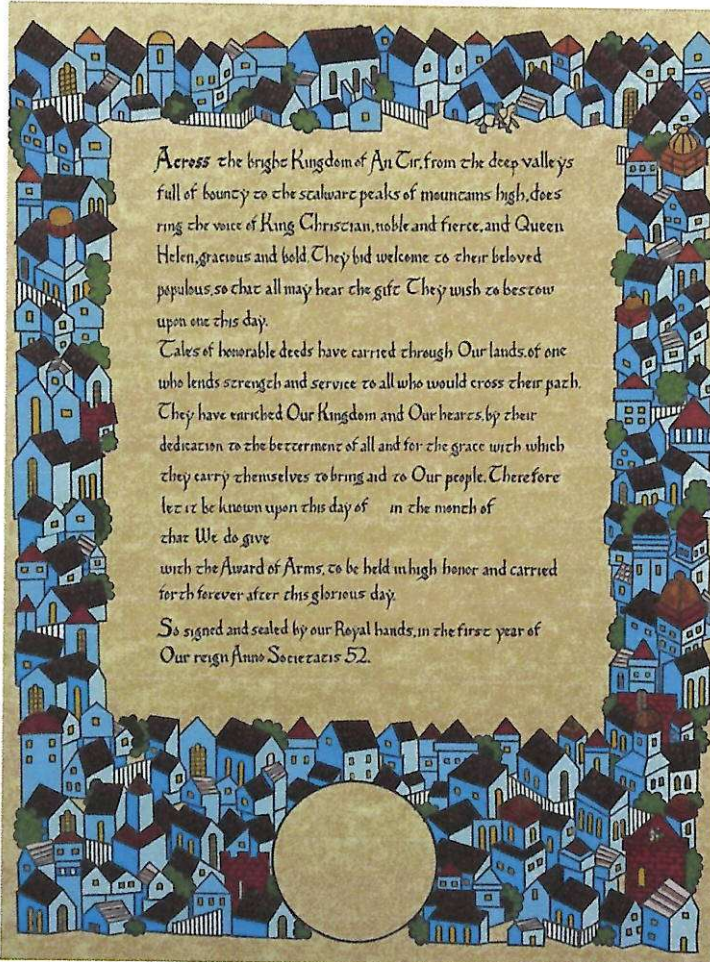 Across the bright Kingdom of An Tir, from the deep valleys
full of bounty to the stalwart peaks of mountains high, does
ring the voice of King Christian, noble and fierce, and Queen
Helen, gracious and bold. They bid welcome to their beloved
populous, so that all may hear the gift They wish to bestow
upon one this day.
Tales of honorable deeds have carried through Our lands, of one
who lends strength and service to all who would cross their path.
They have enriched Our Kingdom and Our hearts, by their
dedication to the betterment of all and for the grace with which
they carry themselves to bring aid to Our people. Therefore
let it be known upon this day of in the month of
that We do give
with the Award of Arms, to be held in high honor and carried
forth forever after this glorious day.
So signed and sealed by our Royal hands, in the first year of
Our reign Anno Societatis 52.